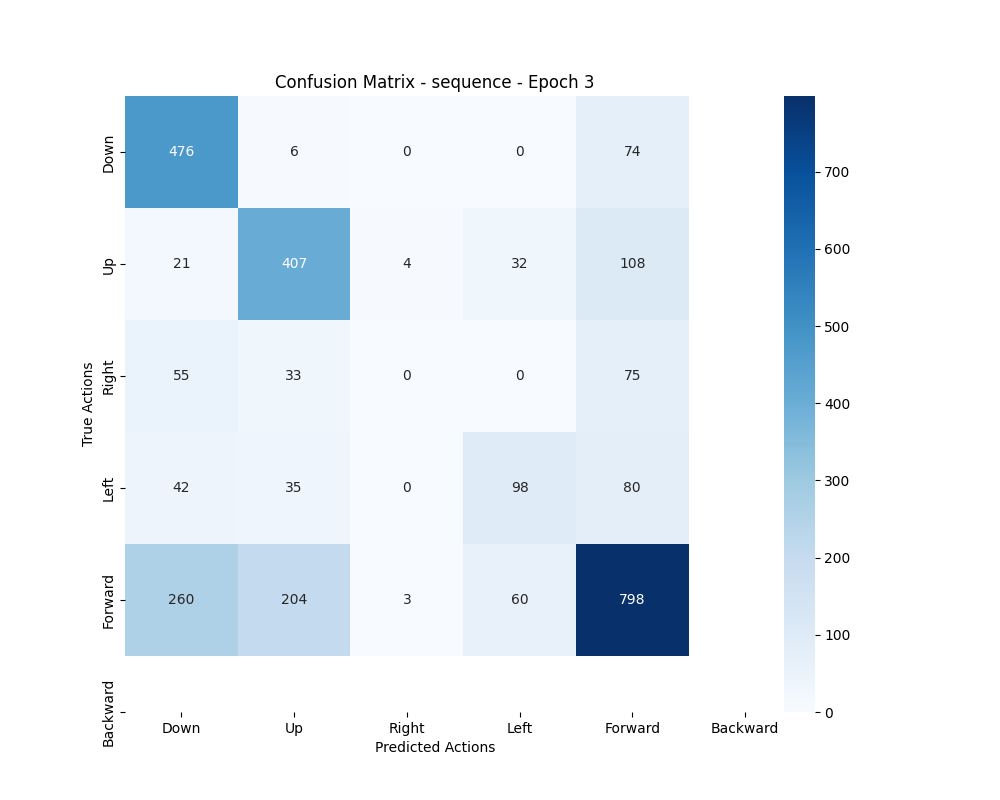 Confusion Matrix - sequence - Epoch 3
True Actions
Down 476 6 0 0 74
Up 21 407 4 32 108
Right 55 33 0 0 75
Left 42 35 0 98 80
Forward 260 204 3 60 798
Backward
Down Up Right Left Forward Backward
Predicted Actions
700
600
500
400
300
200
100
0